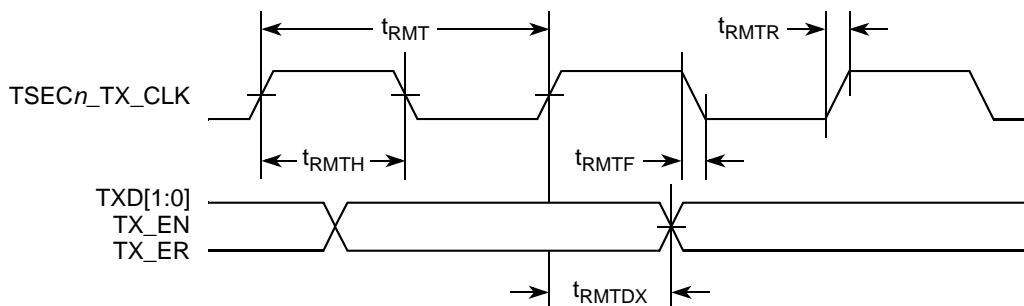 tRMT
tRMTR
TSECn_TX_CLK
tRMTH
tRMTF
TXD[1:0]
TX_EN
TX_ER
tRMTDX